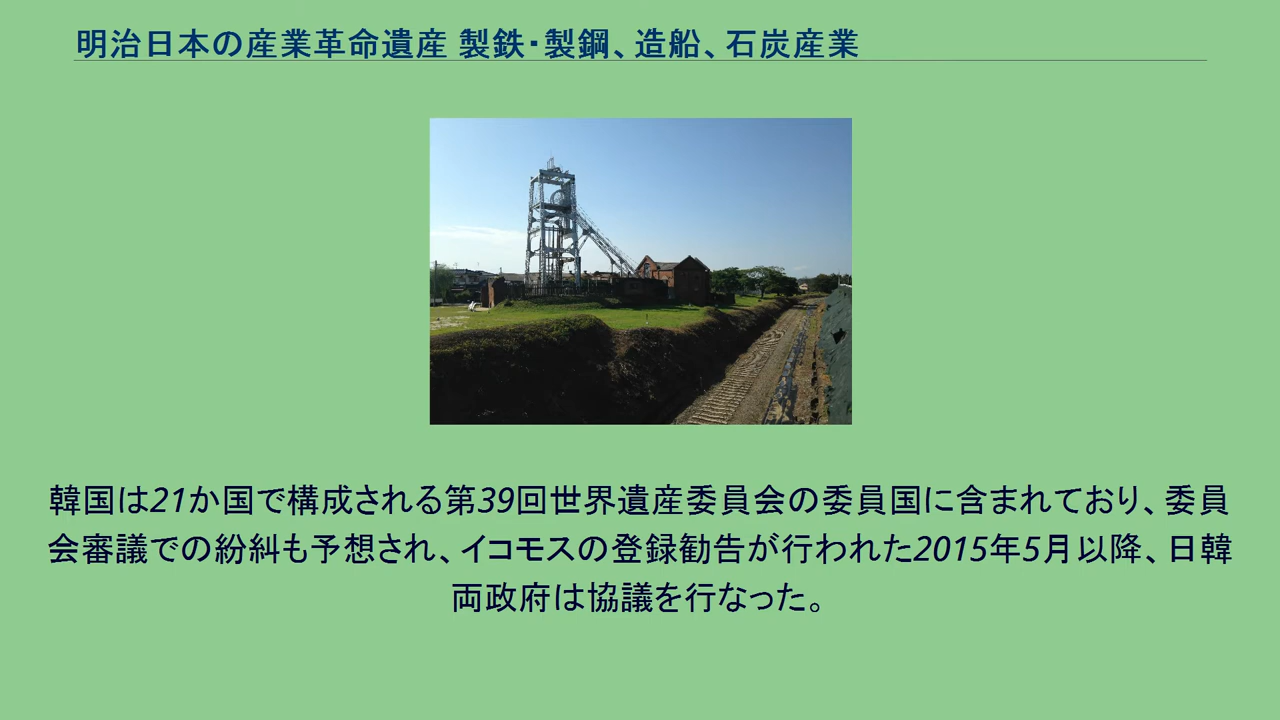 明治日本の産業革命遺産 製鉄・製鋼、造船、石炭産業
韓国は21か国で構成される第39回世界遺産委員会の委員国に含まれており、委員
会審議での紛糾も予想され、イコモスの登録勧告が行われた2015年5月以降、日韓
両政府は協議を行なった。